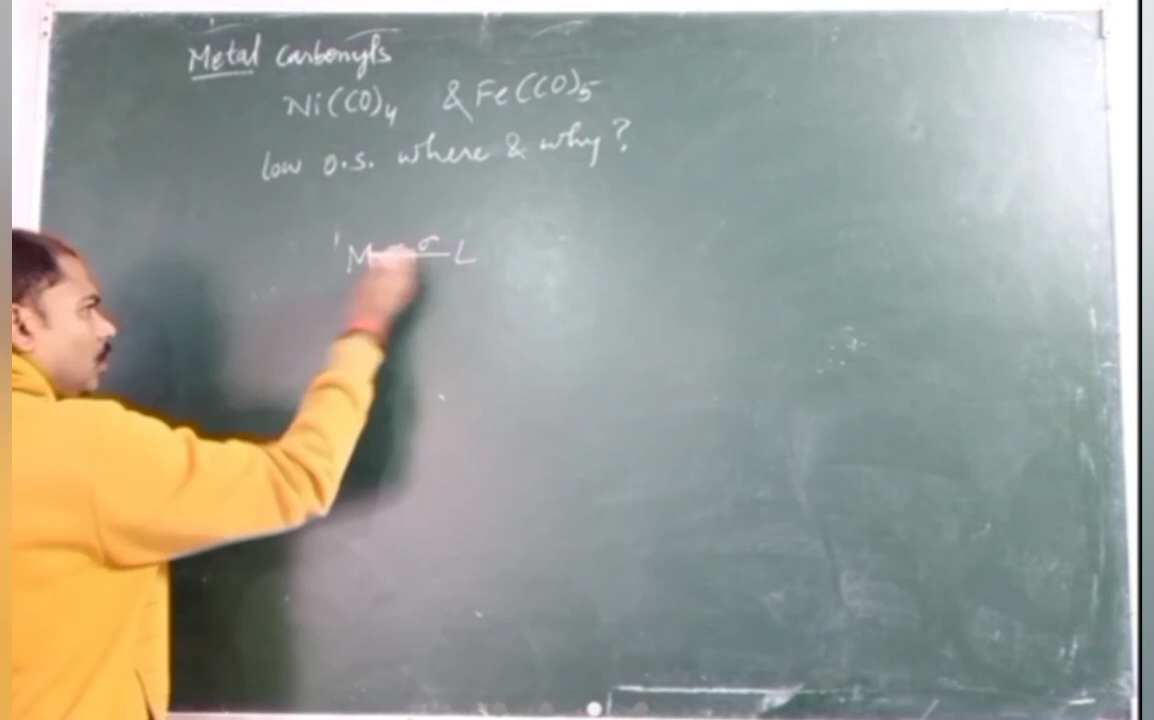 Metal Carbonyls
Ni(CO)₄ & Fe(CO)₅
low o.s. where & why?
M σ L